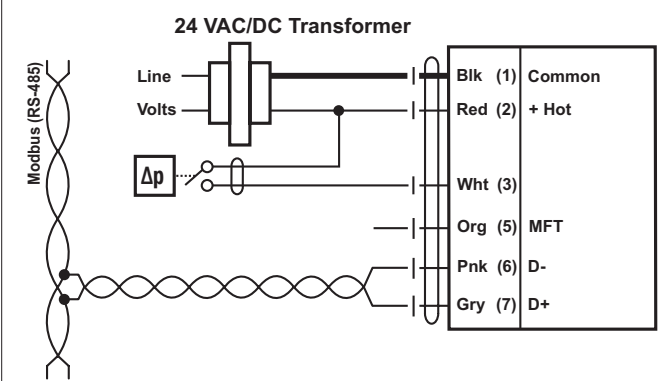 24 VAC/DC Transformer
Modbus (RS-485)
Line
Volts
Δp
Blk (1) Common
Red (2) + Hot
Wht (3)
Org (5) MFT
Pnk (6) D-
Gry (7) D+